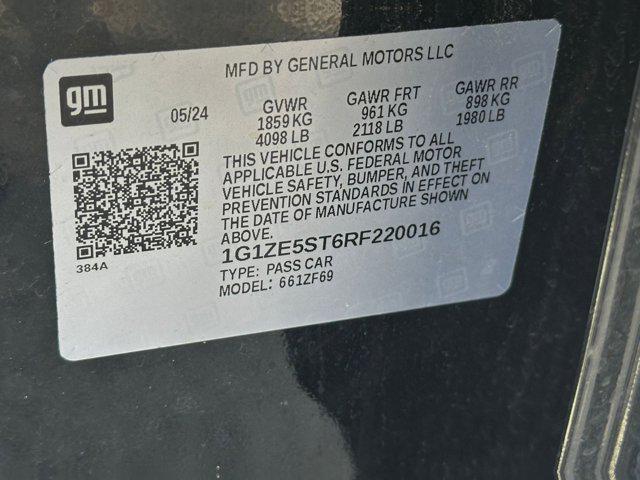 MFD BY GENERAL MOTORS LLC
gm
05/24
GVWR
1859 KG
4098 LB
GAWR FRT
961 KG
2118 LB
GAWR RR
898 KG
1980 LB
THIS VEHICLE CONFORMS TO ALL
APPLICABLE U.S. FEDERAL MOTOR
VEHICLE SAFETY, BUMPER, AND THEFT
PREVENTION STANDARDS IN EFFECT ON
THE DATE OF MANUFACTURE SHOWN
ABOVE.
384A
1G1ZE5ST6RF220016
TYPE: PASS CAR
MODEL: 661ZF69